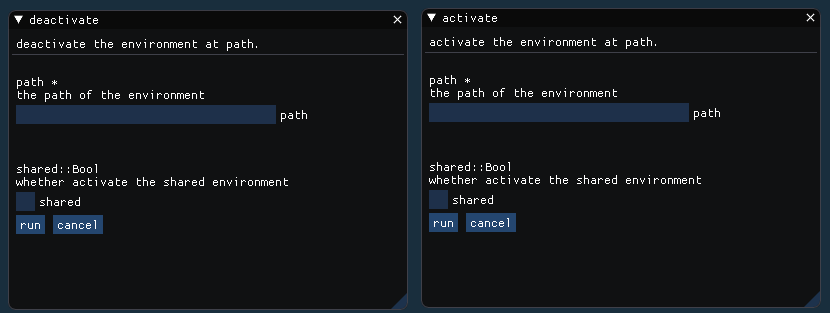 deactivate
deactivate the environment at path.
path *
the path of the environment
path
shared::Bool
whether activate the shared environment
shared
run cancel
activate
activate the environment at path.
path *
the path of the environment
path
shared::Bool
whether activate the shared environment
shared
run cancel